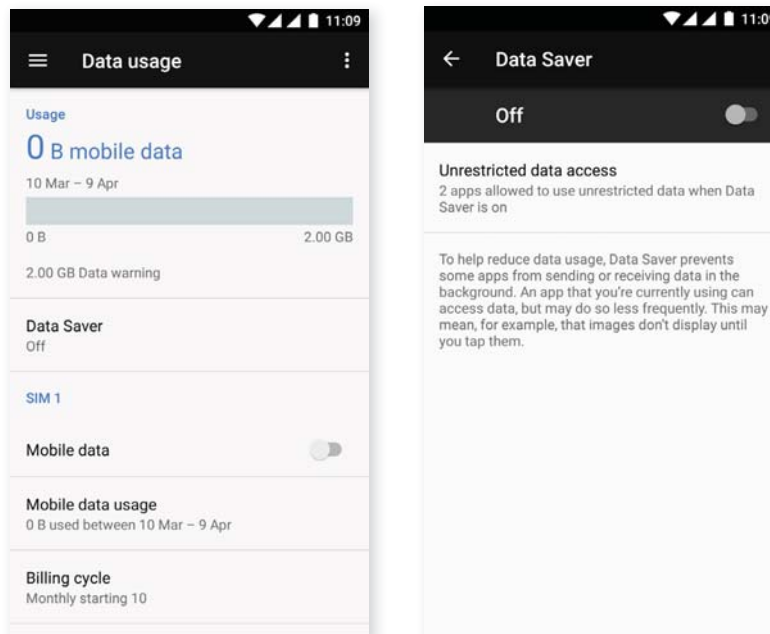 11:09
Data usage
Usage
0 B mobile data
10 Mar – 9 Apr
0 B 2.00 GB
2.00 GB Data warning
Data Saver
Off
SIM 1
Mobile data
Mobile data usage
0 B used between 10 Mar – 9 Apr
Billing cycle
Monthly starting 10
11:09
Data Saver
Off
Unrestricted data access
2 apps allowed to use unrestricted data when Data
Saver is on
To help reduce data usage, Data Saver prevents
some apps from sending or receiving data in the
background. An app that you're currently using can
access data, but may do so less frequently. This may
mean, for example, that images don't display until
you tap them.